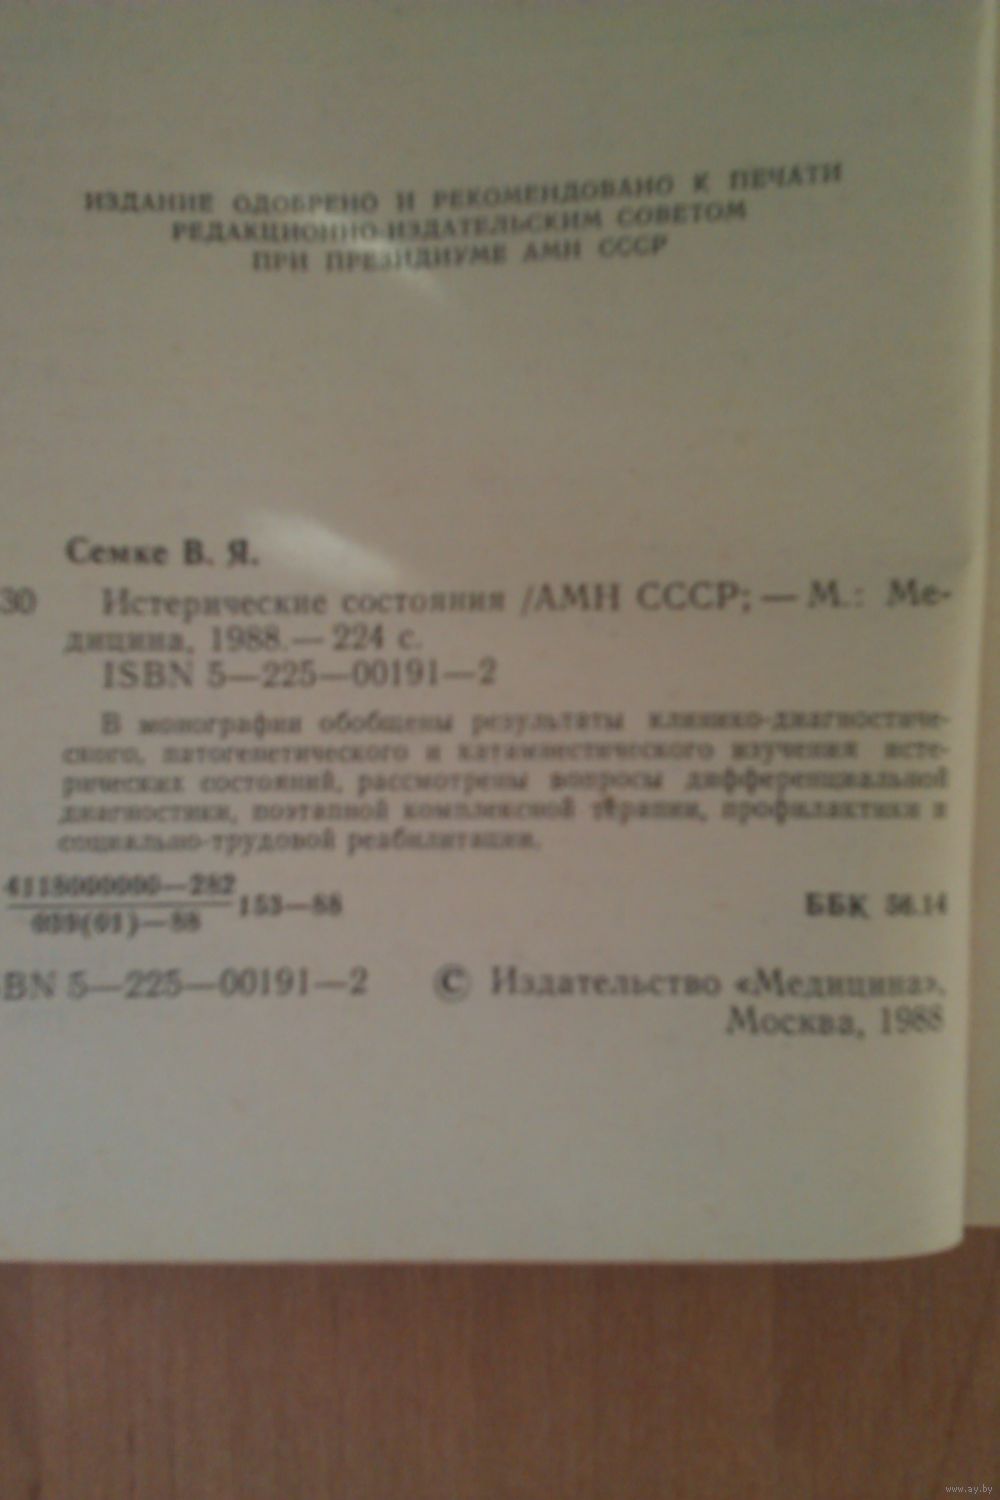 ИЗДАНИЕ ОДОБРЕНО И РЕКОМЕНДОВАНО К ПЕЧАТИ
РЕДАКЦИОННО-ИЗДАТЕЛЬСКИМ СОВЕТОМ
ПРИ ПРЕЗИДИУМЕ АМН СССР
Семке В. Я.
30 Истерические состояния /АМН СССР; — М.: Ме-
дицина, 1988. — 224 с.
ISBN 5—225—00191—2
В монографии обобщены результаты клинико-диагностиче-
ского, патогенетического и катамнестического изучения исте-
рических состояний, рассмотрены вопросы дифференциальной
диагностики, поэтапной комплексной терапии, профилактики и
социально-трудовой реабилитации.
4118000000—282
039(01)—88
153—88
ББК 56.14
BN 5—225—00191—2
© Издательство «Медицина»,
Москва, 1988
www.ay.by